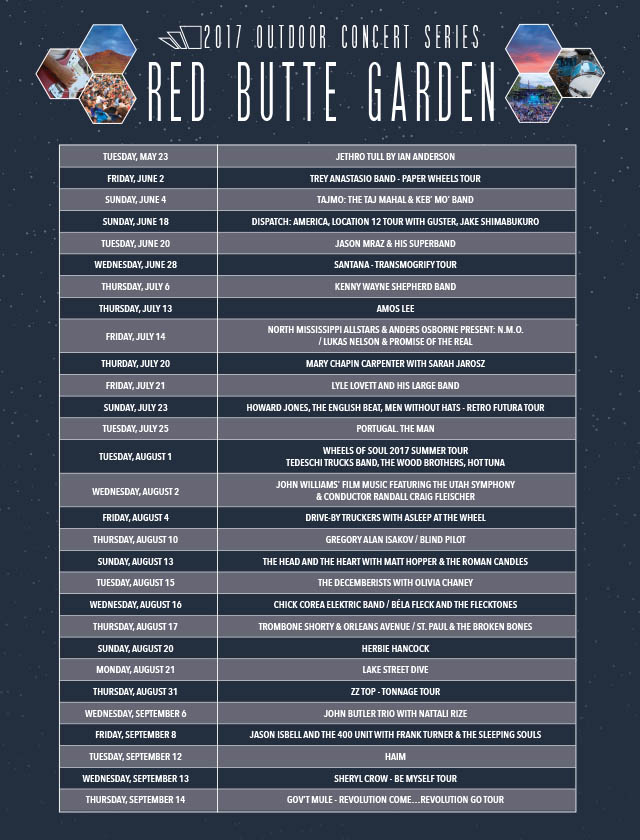 2017 OUTDOOR CONCERT SERIES
RED BUTTE GARDEN
TUESDAY, MAY 23 JETHRO TULL BY IAN ANDERSON
FRIDAY, JUNE 2 TREY ANASTASIO BAND - PAPER WHEELS TOUR
SUNDAY, JUNE 4 TAJMO: THE TAJ MAHAL & KEB' MO' BAND
SUNDAY, JUNE 18 DISPATCH: AMERICA, LOCATION 12 TOUR WITH GUSTER, JAKE SHIMABUKURO
TUESDAY, JUNE 20 JASON MRAZ & HIS SUPERBAND
WEDNESDAY, JUNE 28 SANTANA - TRANSMOGRIFY TOUR
THURSDAY, JULY 6 KENNY WAYNE SHEPHERD BAND
THURSDAY, JULY 13 AMOS LEE
FRIDAY, JULY 14 NORTH MISSISSIPPI ALLSTARS & ANDERS OSBORNE PRESENT: N.M.O.
/ LUKAS NELSON & PROMISE OF THE REAL
THURDAY, JULY 20 MARY CHAPIN CARPENTER WITH SARAH JAROSZ
FRIDAY, JULY 21 LYLE LOVETT AND HIS LARGE BAND
SUNDAY, JULY 23 HOWARD JONES, THE ENGLISH BEAT, MEN WITHOUT HATS - RETRO FUTURA TOUR
TUESDAY, JULY 25 PORTUGAL. THE MAN
TUESDAY, AUGUST 1 WHEELS OF SOUL 2017 SUMMER TOUR
TEDESCHI TRUCKS BAND, THE WOOD BROTHERS, HOT TUNA
WEDNESDAY, AUGUST 2 JOHN WILLIAMS' FILM MUSIC FEATURING THE UTAH SYMPHONY
& CONDUCTOR RANDALL CRAIG FLEISCHER
FRIDAY, AUGUST 4 DRIVE-BY TRUCKERS WITH ASLEEP AT THE WHEEL
THURSDAY, AUGUST 10 GREGORY ALAN ISAKOV / BLIND PILOT
SUNDAY, AUGUST 13 THE HEAD AND THE HEART WITH MATT HOPPER & THE ROMAN CANDLES
TUESDAY, AUGUST 15 THE DECEMBERISTS WITH OLIVIA CHANEY
WEDNESDAY, AUGUST 16 CHICK COREA ELEKTRIC BAND / BÉLA FLECK AND THE FLECKTONES
THURSDAY, AUGUST 17 TROMBONE SHORTY & ORLEANS AVENUE / ST. PAUL & THE BROKEN BONES
SUNDAY, AUGUST 20 HERBIE HANCOCK
MONDAY, AUGUST 21 LAKE STREET DIVE
THURSDAY, AUGUST 31 ZZ TOP - TONNAGE TOUR
WEDNESDAY, SEPTEMBER 6 JOHN BUTLER TRIO WITH NATTALI RIZE
FRIDAY, SEPTEMBER 8 JASON ISBELL AND THE 400 UNIT WITH FRANK TURNER & THE SLEEPING SOULS
TUESDAY, SEPTEMBER 12 HAIM
WEDNESDAY, SEPTEMBER 13 SHERYL CROW - BE MYSELF TOUR
THURSDAY, SEPTEMBER 14 GOV'T MULE - REVOLUTION COME...REVOLUTION GO TOUR